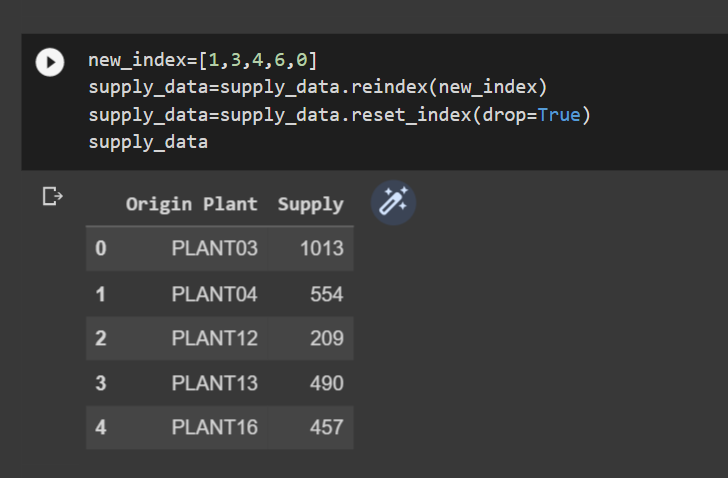 new_index=[1,3,4,6,0]
supply_data=supply_data.reindex(new_index)
supply_data=supply_data.reset_index(drop=True)
supply_data
Origin Plant Supply
0 PLANT03 1013
1 PLANT04 554
2 PLANT12 209
3 PLANT13 490
4 PLANT16 457